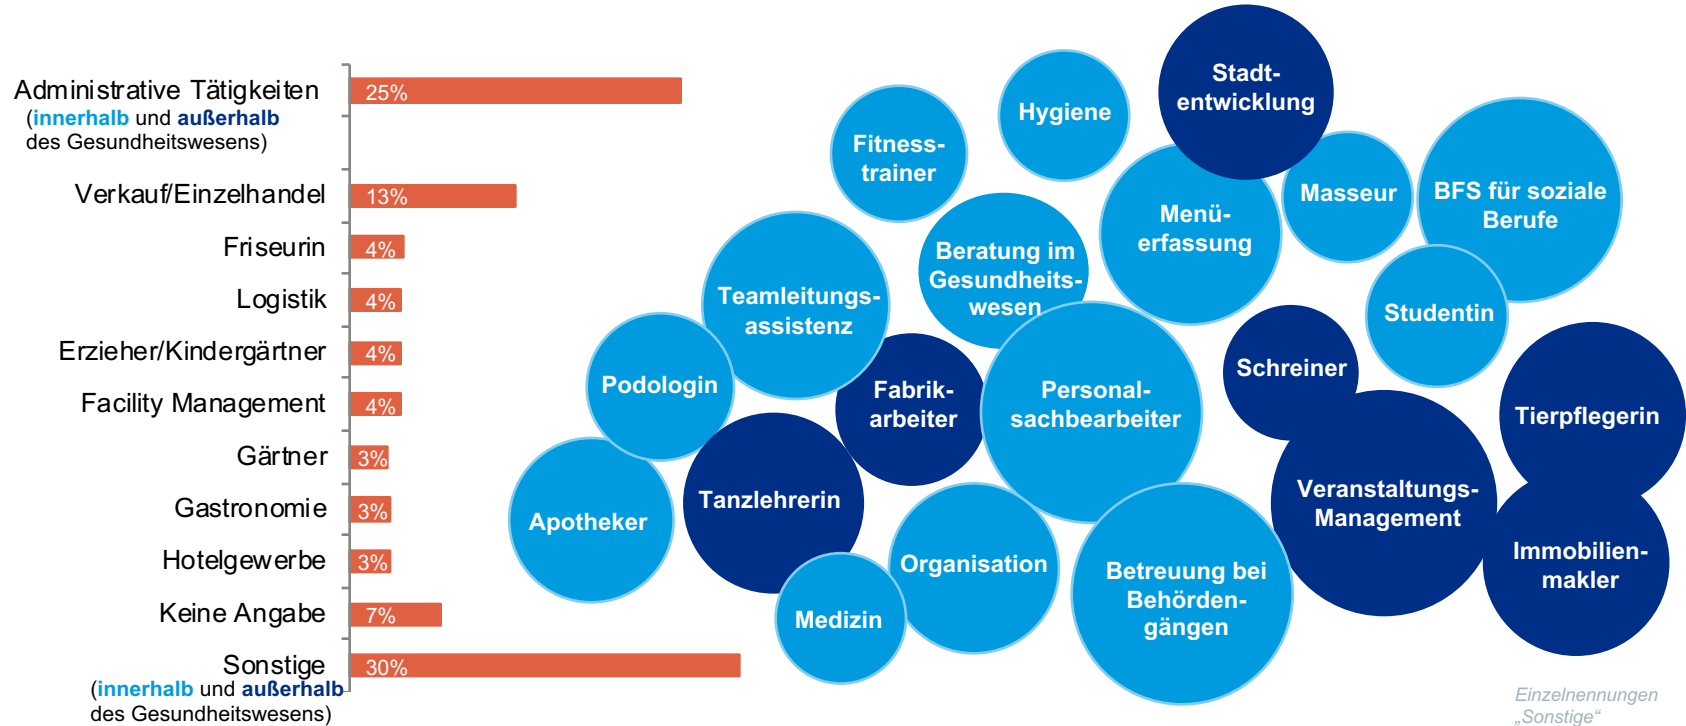 Administrative Tätigkeiten
(innerhalb und außerhalb
des Gesundheitswesens)
25%
Verkauf/Einzelhandel
13%
Friseurin
4%
Logistik
4%
Erzieher/Kindergärtner
4%
Facility Management
4%
Gärtner
3%
Gastronomie
3%
Hotelgewerbe
3%
Keine Angabe
7%
Sonstige
30%
(innerhalb und außerhalb
des Gesundheitswesens)
Stadt-
entwicklung
Hygiene
Fitness-
trainer
Masseur
BFS für soziale
Berufe
Menü-
erfassung
Beratung im
Gesundheits-
wesen
Teamleitungs-
assistenz
Studentin
Podologin
Fabrik-
arbeiter
Personal-
sachbearbeiter
Schreiner
Tierpflegerin
Apotheker
Tanzlehrerin
Veranstaltungs-
Management
Organisation
Betreuung bei
Behörden-
gängen
Immobilien-
makler
Medizin
Einzelnennungen
„Sonstige“